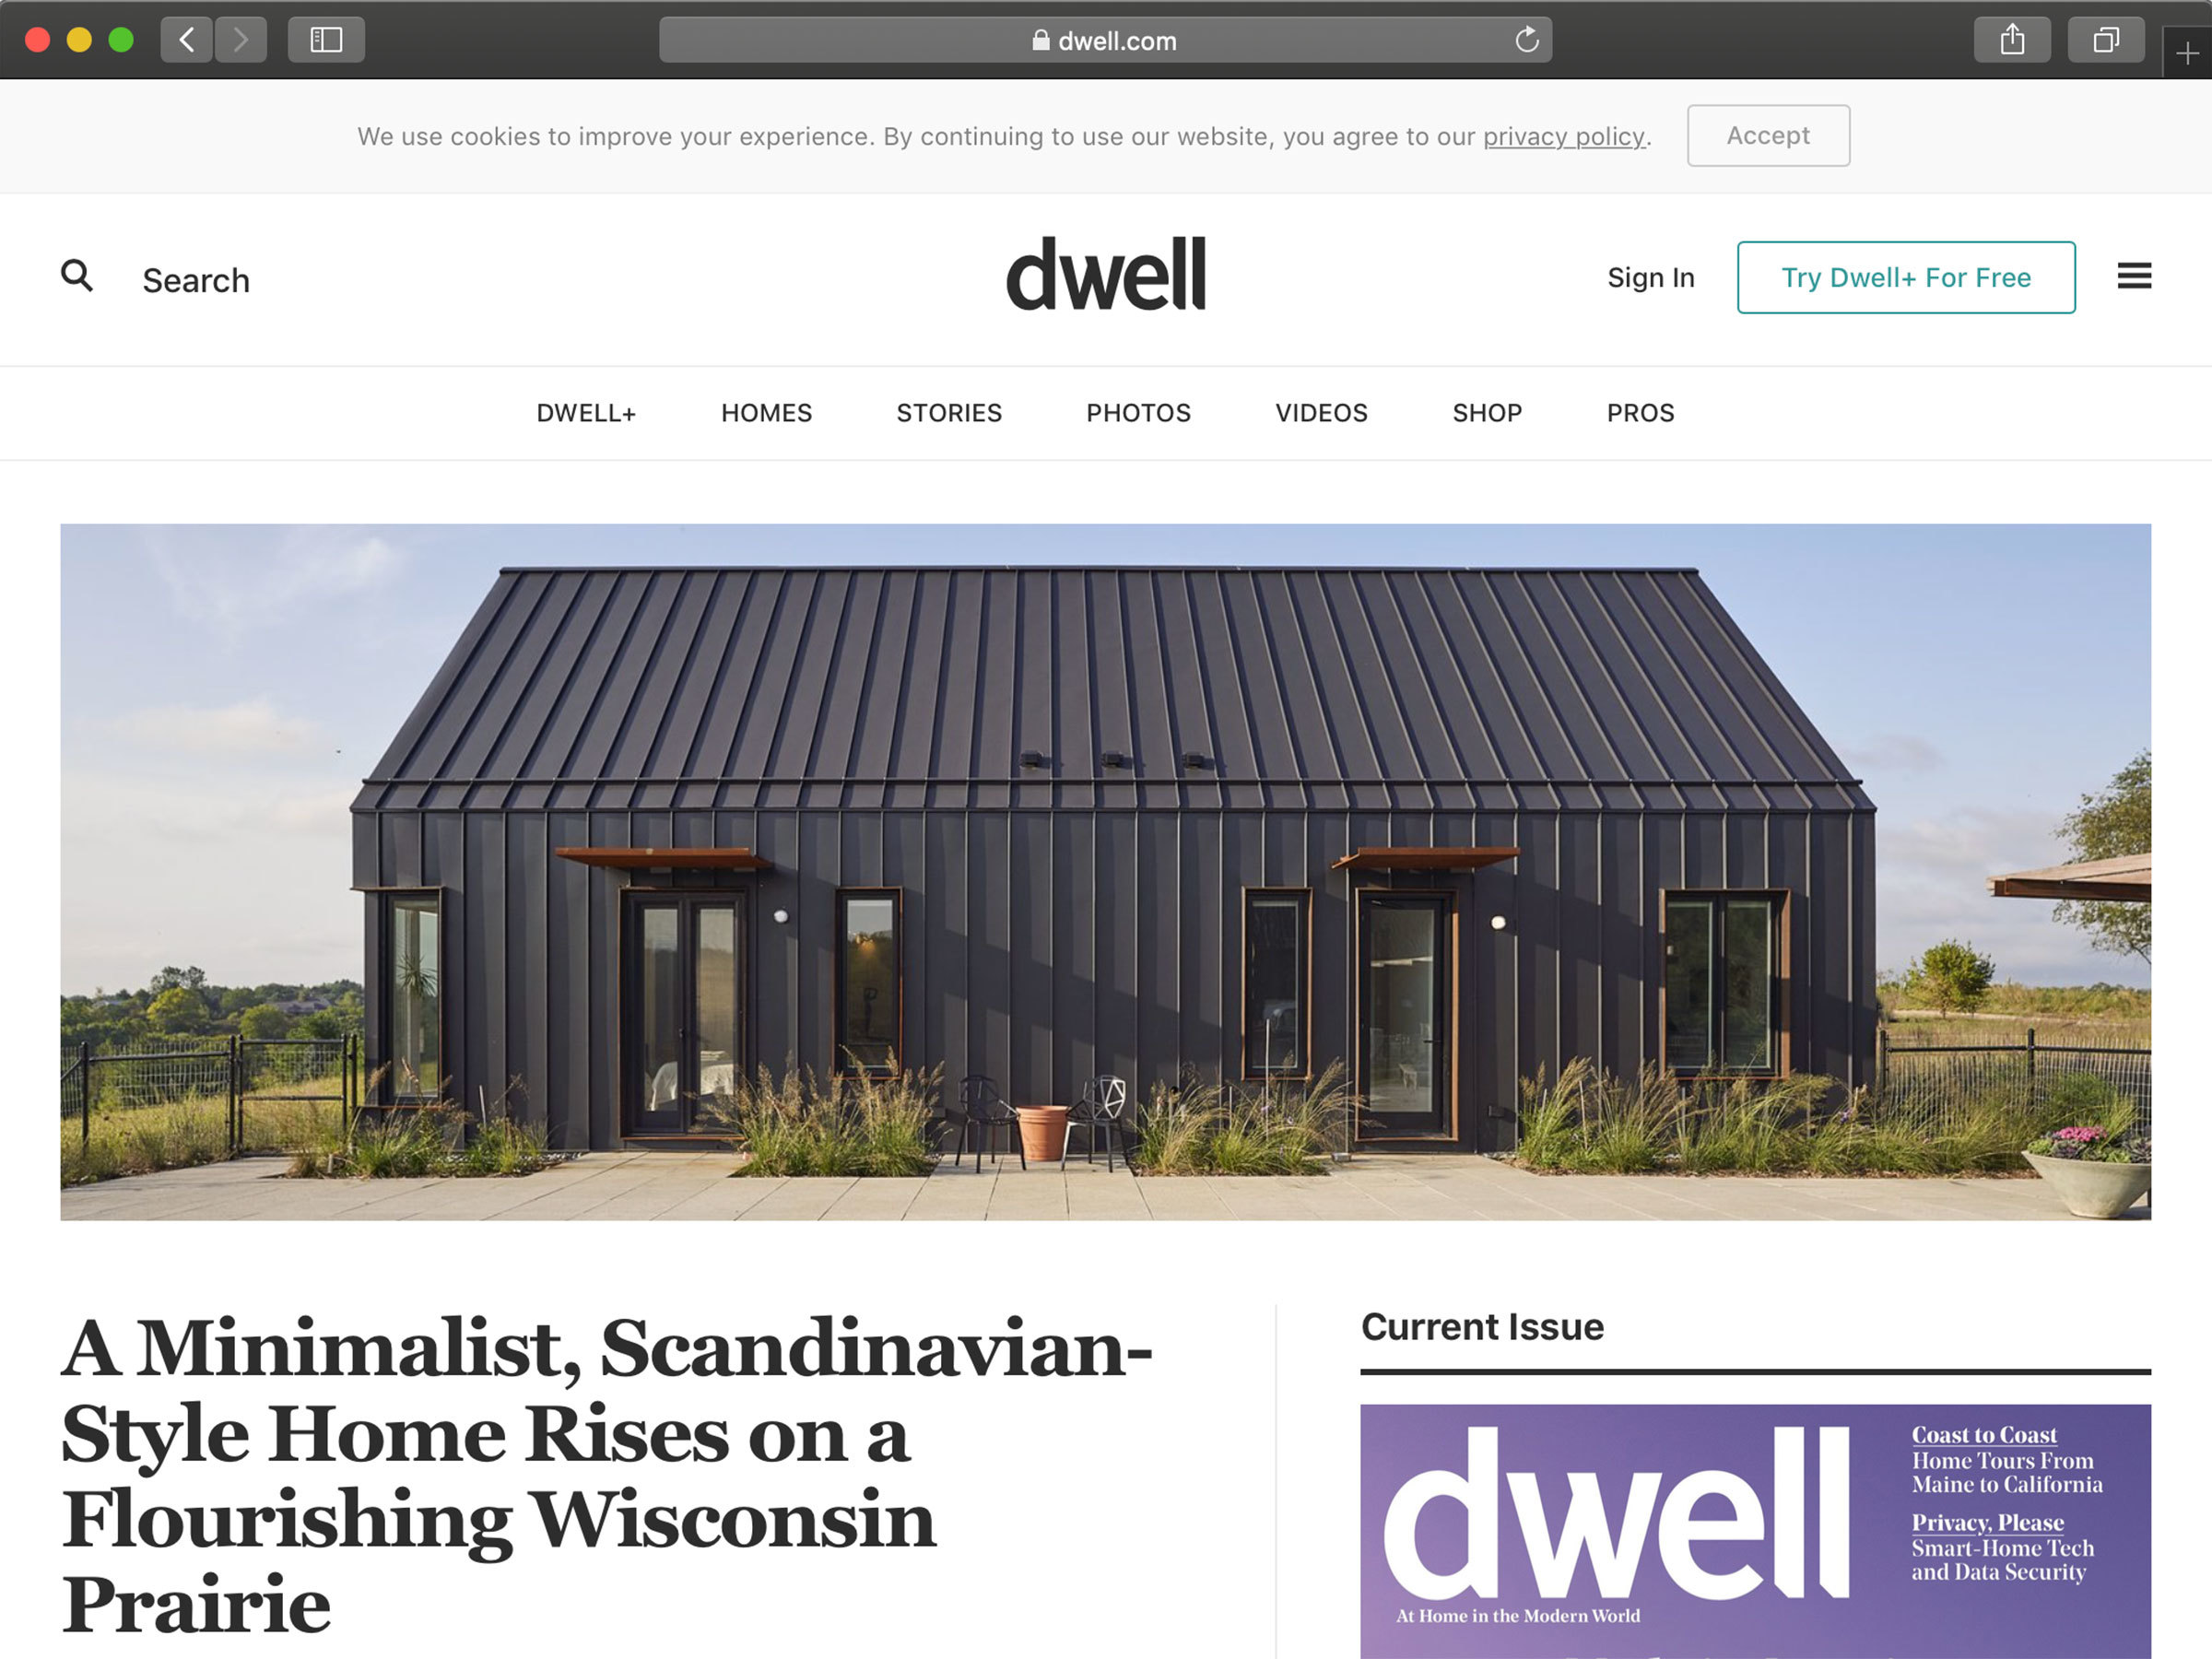 dwell.com
We use cookies to improve your experience. By continuing to use our website, you agree to our privacy policy.
Accept
Search
dwell
Sign In
Try Dwell+ For Free
DWELL+ HOMES STORIES PHOTOS VIDEOS SHOP PROS
A Minimalist, Scandinavian-
Style Home Rises on a
Flourishing Wisconsin
Prairie
Current Issue
dwell
At Home in the Modern World
Coast to Coast
Home Tours From
Maine to California
Privacy, Please
Smart-Home Tech
and Data Security